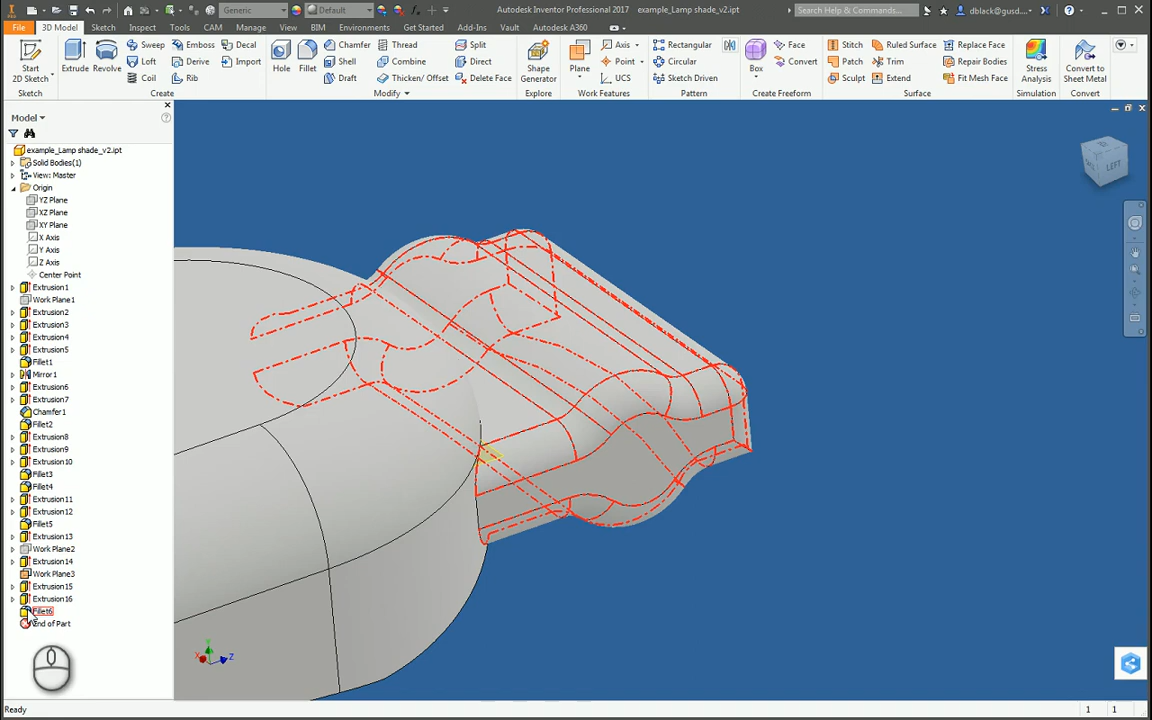 Autodesk Inventor Professional 2017 example_Lamp shade_v2.ipt
Generic
Default
Search Help & Commands...
dblack@gusd...
File 3D Model Sketch Inspect Tools CAM Manage View BIM Environments Get Started Add-Ins Vault Autodesk A360
Start
2D Sketch
Extrude
Revolve
Sweep
Loft
Coil
Emboss
Derive
Rib
Decal
Import
Hole
Fillet
Chamfer
Shell
Draft
Thread
Combine
Thicken/ Offset
Split
Direct
Delete Face
Shape
Generator
Plane
Axis
Point
UCS
Rectangular
Circular
Sketch Driven
Box
Face
Convert
Stitch
Patch
Sculpt
Ruled Surface
Trim
Extend
Replace Face
Repair Bodies
Fit Mesh Face
Stress
Analysis
Convert to
Sheet Metal
Sketch Create Modify Explore Work Features Pattern Create Freeform Surface Simulation Convert
Model
example_Lamp shade_v2.ipt
Solid Bodies(1)
View: Master
Origin
YZ Plane
XZ Plane
XY Plane
X Axis
Y Axis
Z Axis
Center Point
Extrusion1
Work Plane1
Extrusion2
Extrusion3
Extrusion4
Extrusion5
Fillet1
Mirror1
Extrusion6
Extrusion7
Chamfer1
Fillet2
Extrusion8
Extrusion9
Extrusion10
Fillet3
Fillet4
Extrusion11
Extrusion12
Fillet5
Extrusion13
Work Plane2
Extrusion14
Work Plane3
Extrusion15
Extrusion16
Fillet6
End of Part
LEFT
Y
X
Z
0
Ready
1 1